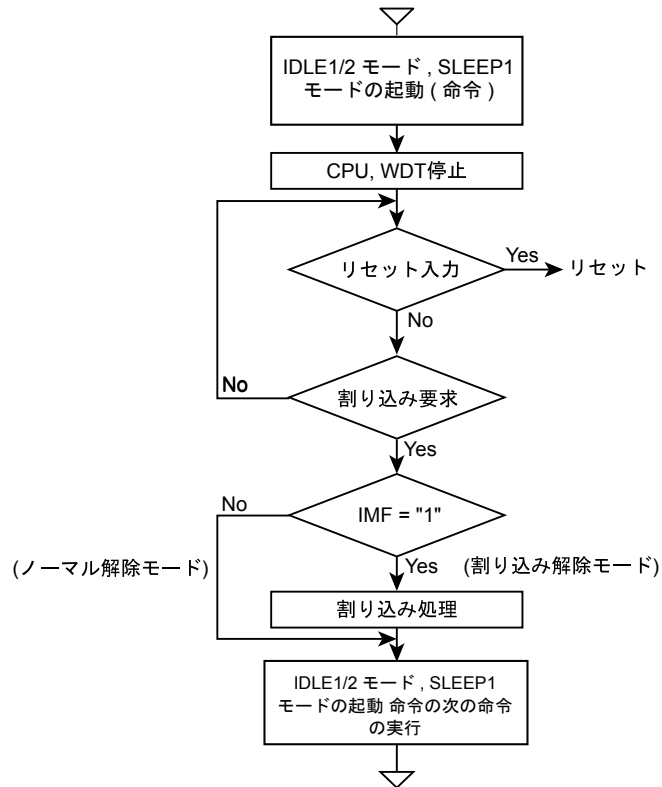 IDLE1/2 モード , SLEEP1
モードの起動 ( 命令 )
CPU, WDT停止
リセット入力
Yes
リセット
No
No
割り込み要求
Yes
No
IMF = "1"
(ノーマル解除モード)
Yes
(割り込み解除モード)
割り込み処理
IDLE1/2 モード , SLEEP1
モードの起動 命令の次の命令
の実行